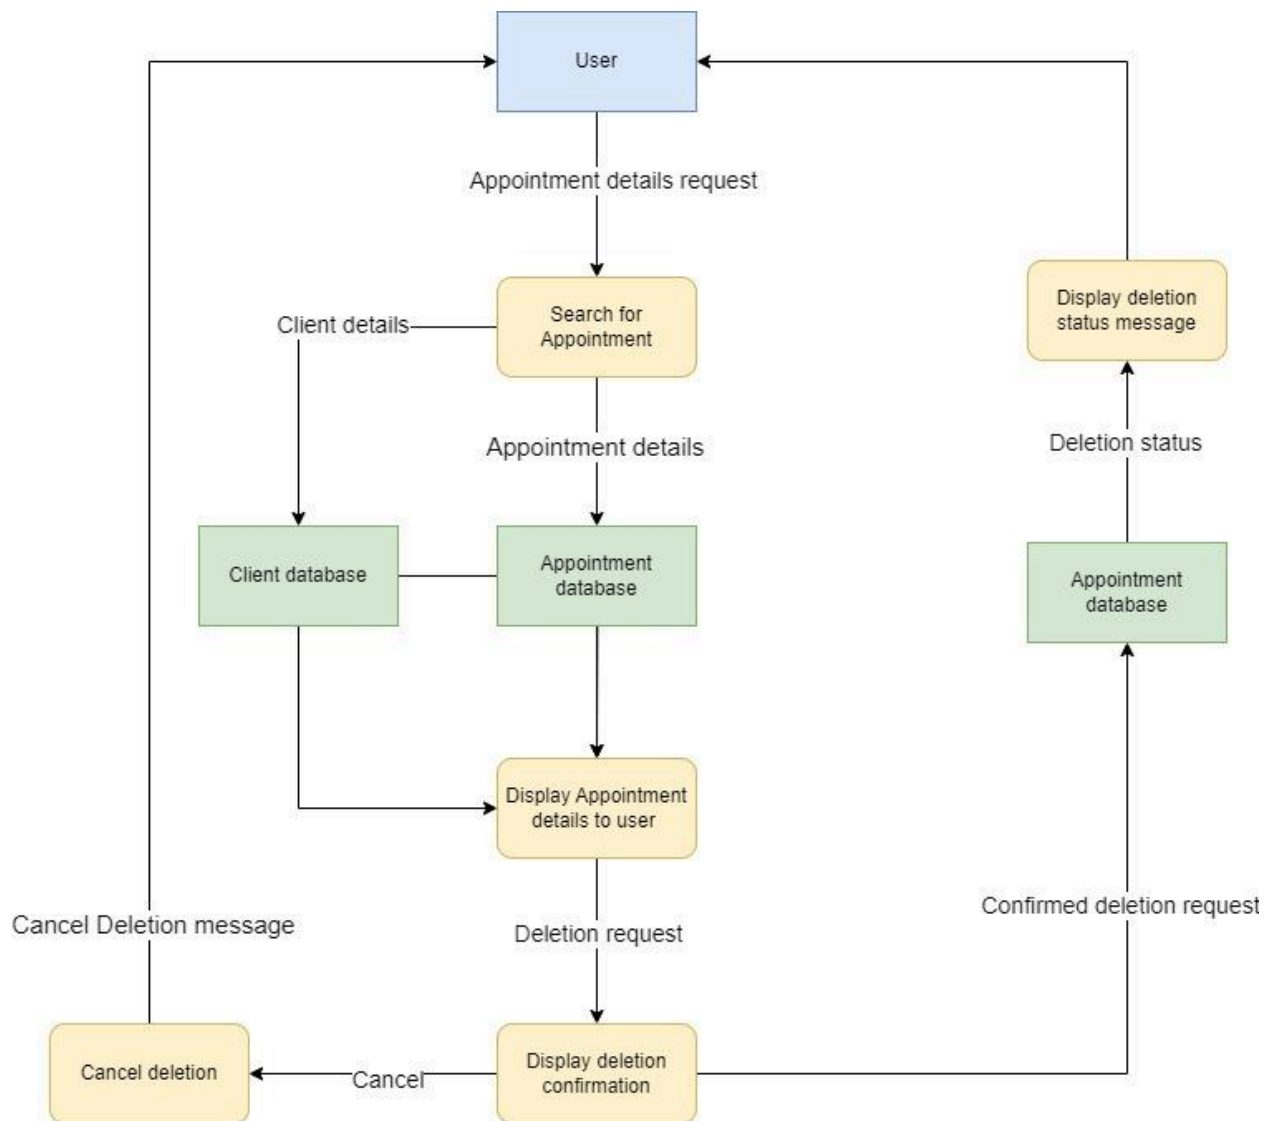 User
Appointment details request
Search for
Appointment
Display deletion
status message
Client details
Appointment details
Deletion status
Client database
Appointment
database
Appointment
database
Display Appointment
details to user
Confirmed deletion request
Cancel Deletion message
Deletion request
Cancel deletion
Cancel
Display deletion
confirmation